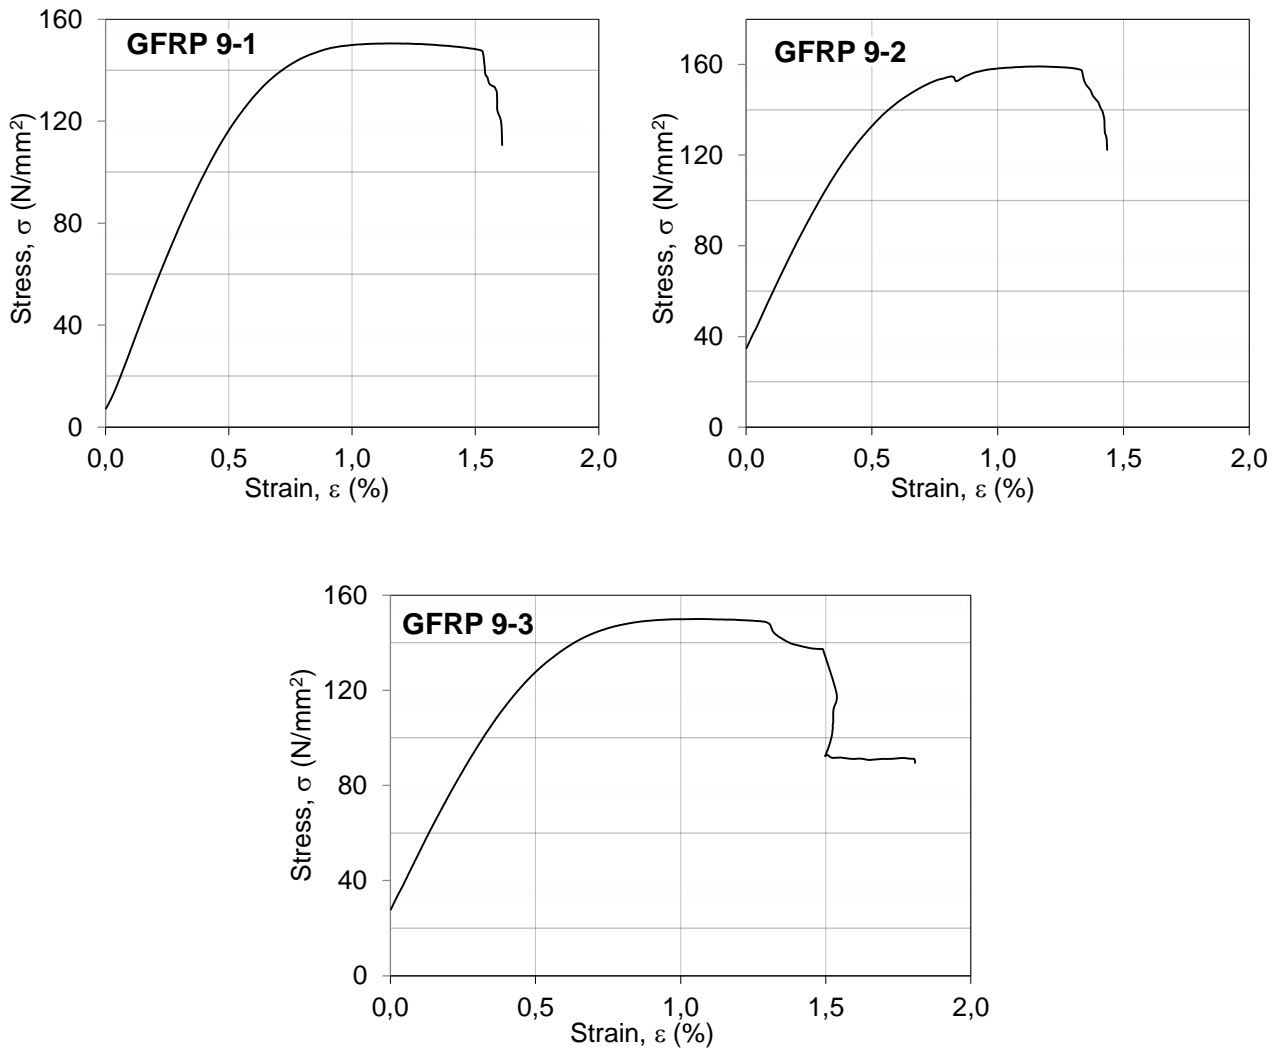 160
GFRP 9-1
120
80
40
0
Stress, σ (N/mm²)
0,0 0,5 1,0 1,5 2,0
Strain, ε (%)
GFRP 9-2
160
120
80
40
0
Stress, σ (N/mm²)
0,0 0,5 1,0 1,5 2,0
Strain, ε (%)
160
GFRP 9-3
120
80
40
0
Stress, σ (N/mm²)
0,0 0,5 1,0 1,5 2,0
Strain, ε (%)